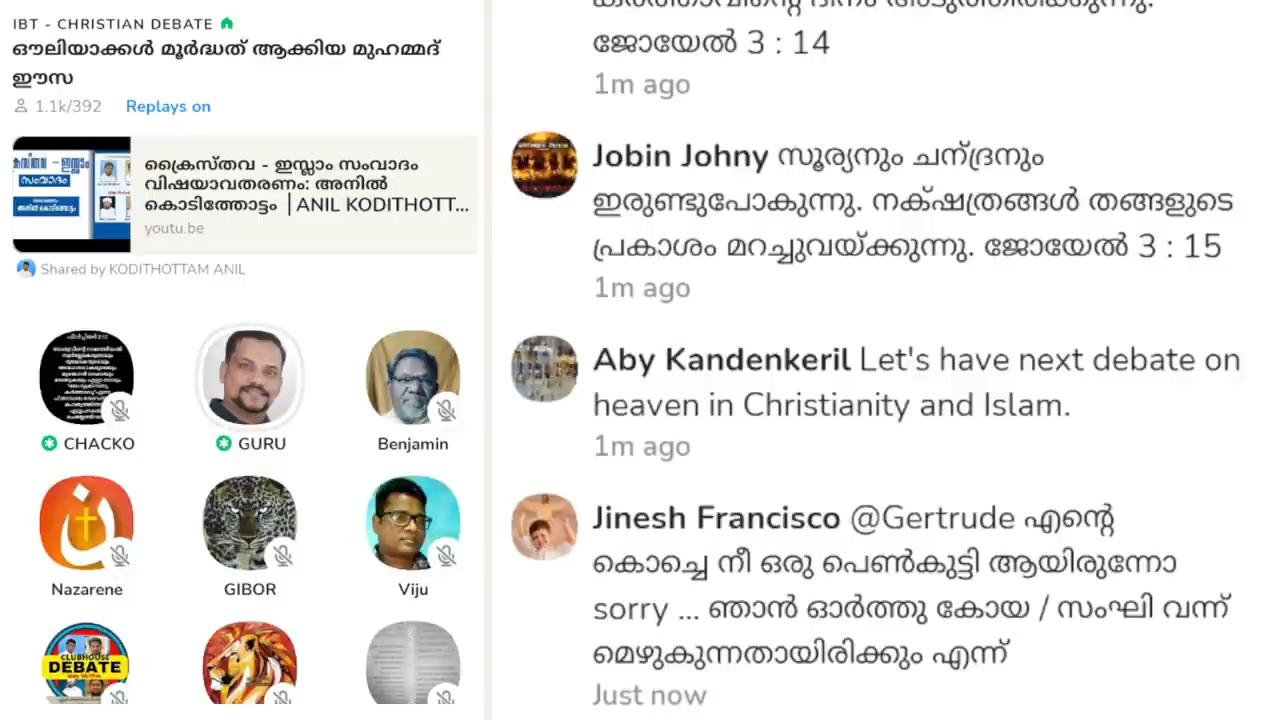 IBT - CHRISTIAN DEBATE
ഔലിയാക്കൾ മൂർദ്ധത് ആക്കിയ മുഹമ്മദ്
ഈസ
1.1k/392 Replays on
സംവാദം
ക്രൈസ്തവ - ഇസ്ലാം സംവാദം
വിഷയാവതരണം: അനിൽ
കൊടിത്തോട്ടം | ANIL KODITHOTT...
youtu.be
Shared by KODITHOTTAM ANIL
CHACKO
GURU
Benjamin
Nazarene
GIBOR
Viju
CLUBHOUSE
DEBATE
ജോയേൽ 3 : 14
1m ago
Jobin Johny സൂര്യനും ചന്ദ്രനും
ഇരുണ്ടുപോകുന്നു. നക്ഷത്രങ്ങൾ തങ്ങളുടെ
പ്രകാശം മറച്ചുവയ്ക്കുന്നു. ജോയേൽ 3 : 15
1m ago
Aby Kandenkeril Let's have next debate on
heaven in Christianity and Islam.
1m ago
Jinesh Francisco @Gertrude എന്റെ
കൊച്ചെ നീ ഒരു പെൺകുട്ടി ആയിരുന്നോ
sorry ... ഞാൻ ഓർത്തു കോയ / സംഘി വന്ന്
മെഴുകുന്നതായിരിക്കും എന്ന്
Just now